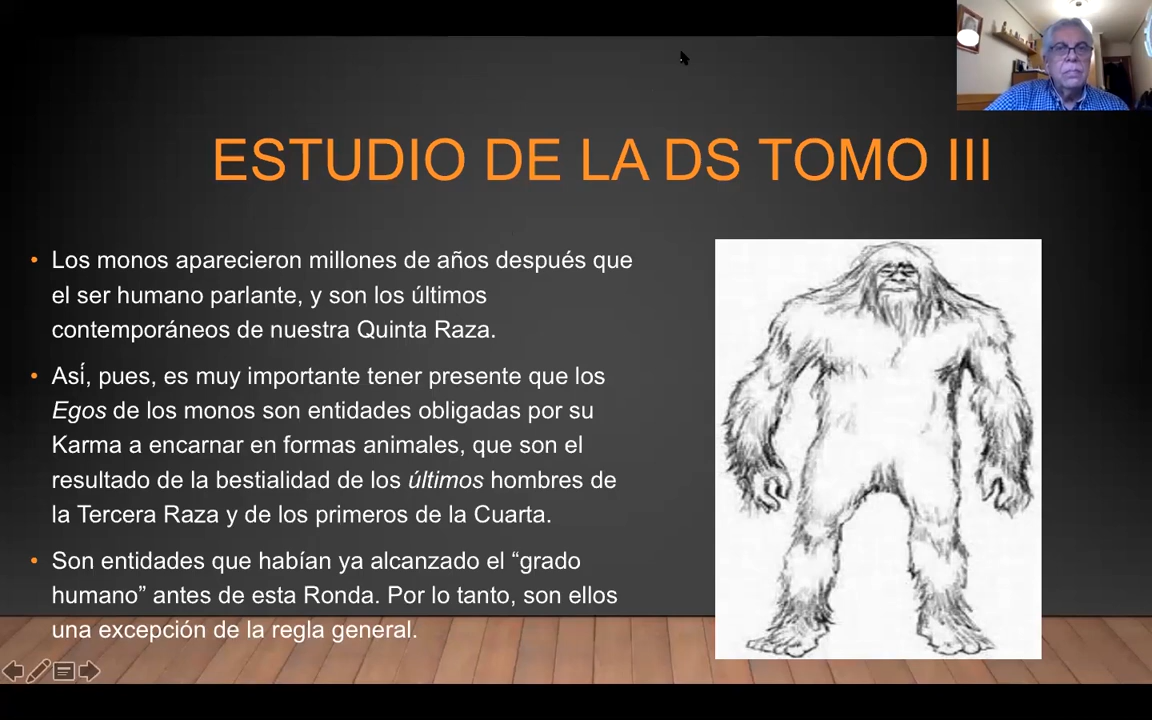 ESTUDIO DE LA DS TOMO III
• Los monos aparecieron millones de años después que
el ser humano parlante, y son los últimos
contemporáneos de nuestra Quinta Raza.
• Así, pues, es muy importante tener presente que los
Egos de los monos son entidades obligadas por su
Karma a encarnar en formas animales, que son el
resultado de la bestialidad de los últimos hombres de
la Tercera Raza y de los primeros de la Cuarta.
• Son entidades que habían ya alcanzado el “grado
humano” antes de esta Ronda. Por lo tanto, son ellos
una excepción de la regla general.